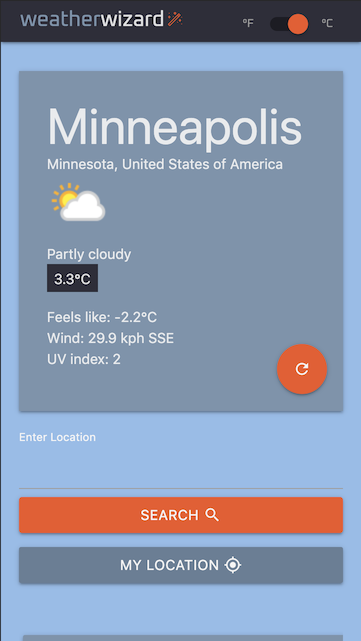 weatherwizard
°F °C
Minneapolis
Minnesota, United States of America
Partly cloudy
3.3°C
Feels like: -2.2°C
Wind: 29.9 kph SSE
UV index: 2
Enter Location
SEARCH
MY LOCATION